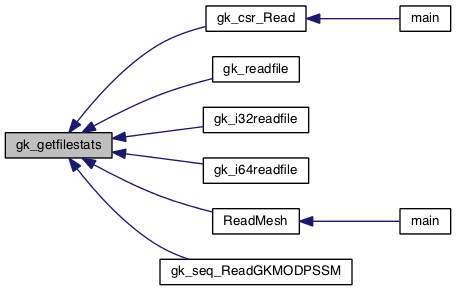 gk_csr_Read
main
gk_readfile
gk_i32readfile
gk_getfilestats
gk_i64readfile
ReadMesh
main
gk_seq_ReadGKMODPSSM